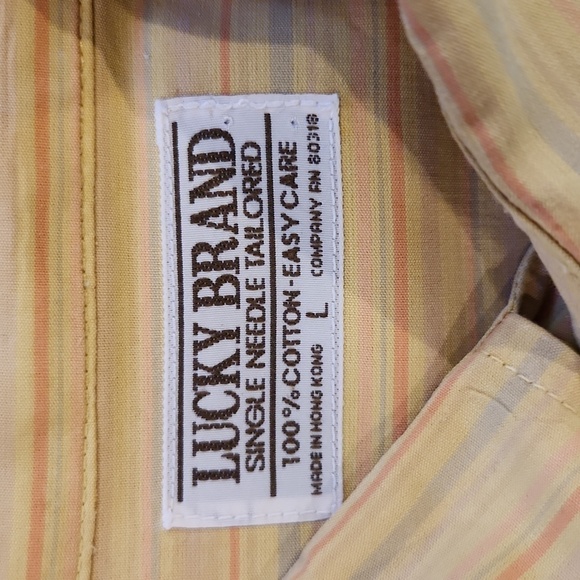 LUCKY BRAND
SINGLE NEEDLE TAILORED
100% COTTON-EASY CARE
MADE IN HONG KONG L COMPANY RN 80318